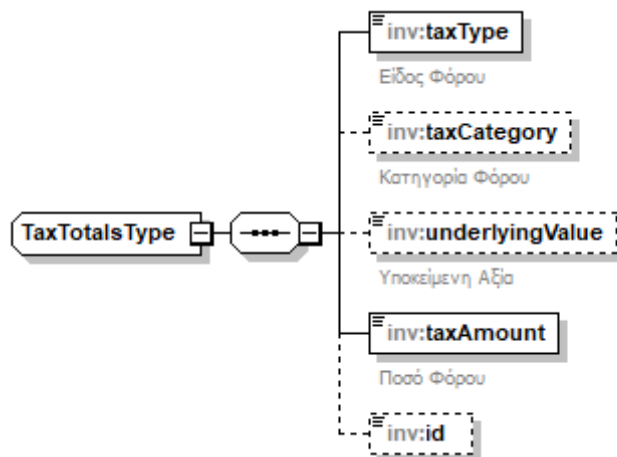 inv:taxType
Είδος Φόρου
inv:taxCategory
Κατηγορία Φόρου
TaxTotalsType
inv:underlyingValue
Υποκείμενη Αξία
inv:taxAmount
Ποσό Φόρου
inv:id